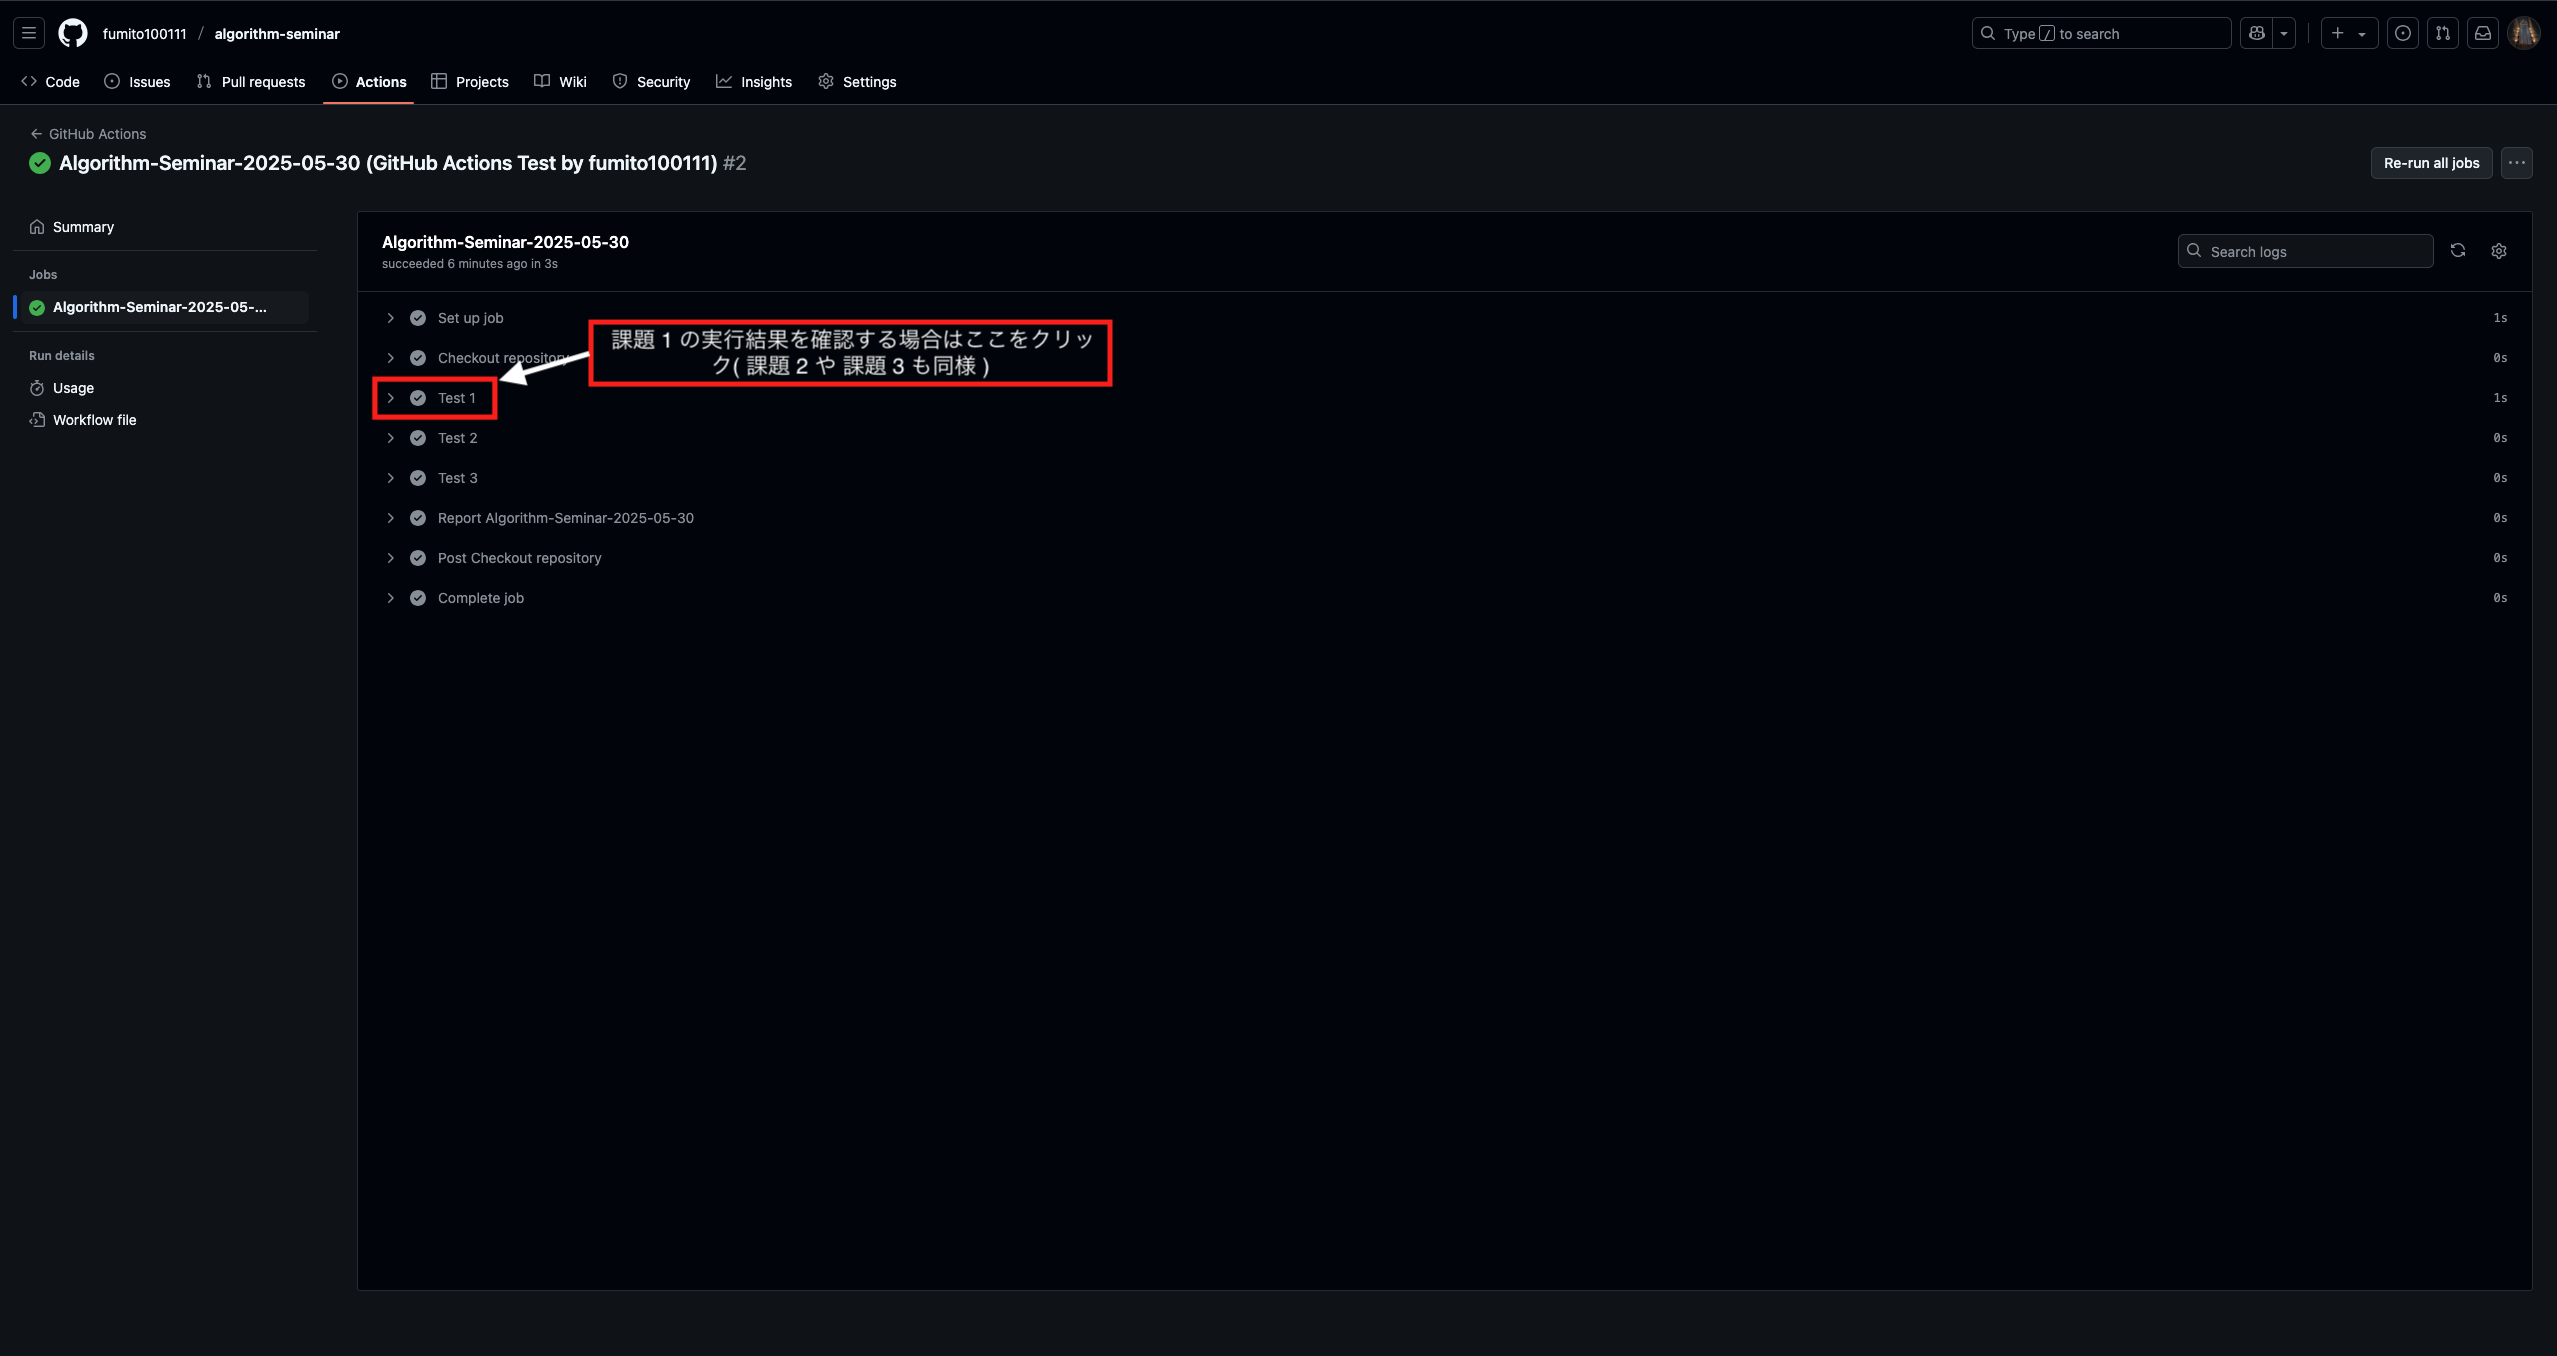 fumito100111 / algorithm-seminar
Type / to search
Code Issues Pull requests Actions Projects Wiki Security Insights Settings
GitHub Actions
Algorithm-Seminar-2025-05-30 (GitHub Actions Test by fumito100111) #2
Re-run all jobs
Summary
Jobs
Algorithm-Seminar-2025-05-...
Run details
Usage
Workflow file
Algorithm-Seminar-2025-05-30
succeeded 6 minutes ago in 3s
Search logs
Set up job 1s
Checkout repository 0s
課題 1 の実行結果を確認する場合はここをクリッ
ク( 課題 2 や 課題 3 も同様 )
Test 1 1s
Test 2 0s
Test 3 0s
Report Algorithm-Seminar-2025-05-30 0s
Post Checkout repository 0s
Complete job 0s